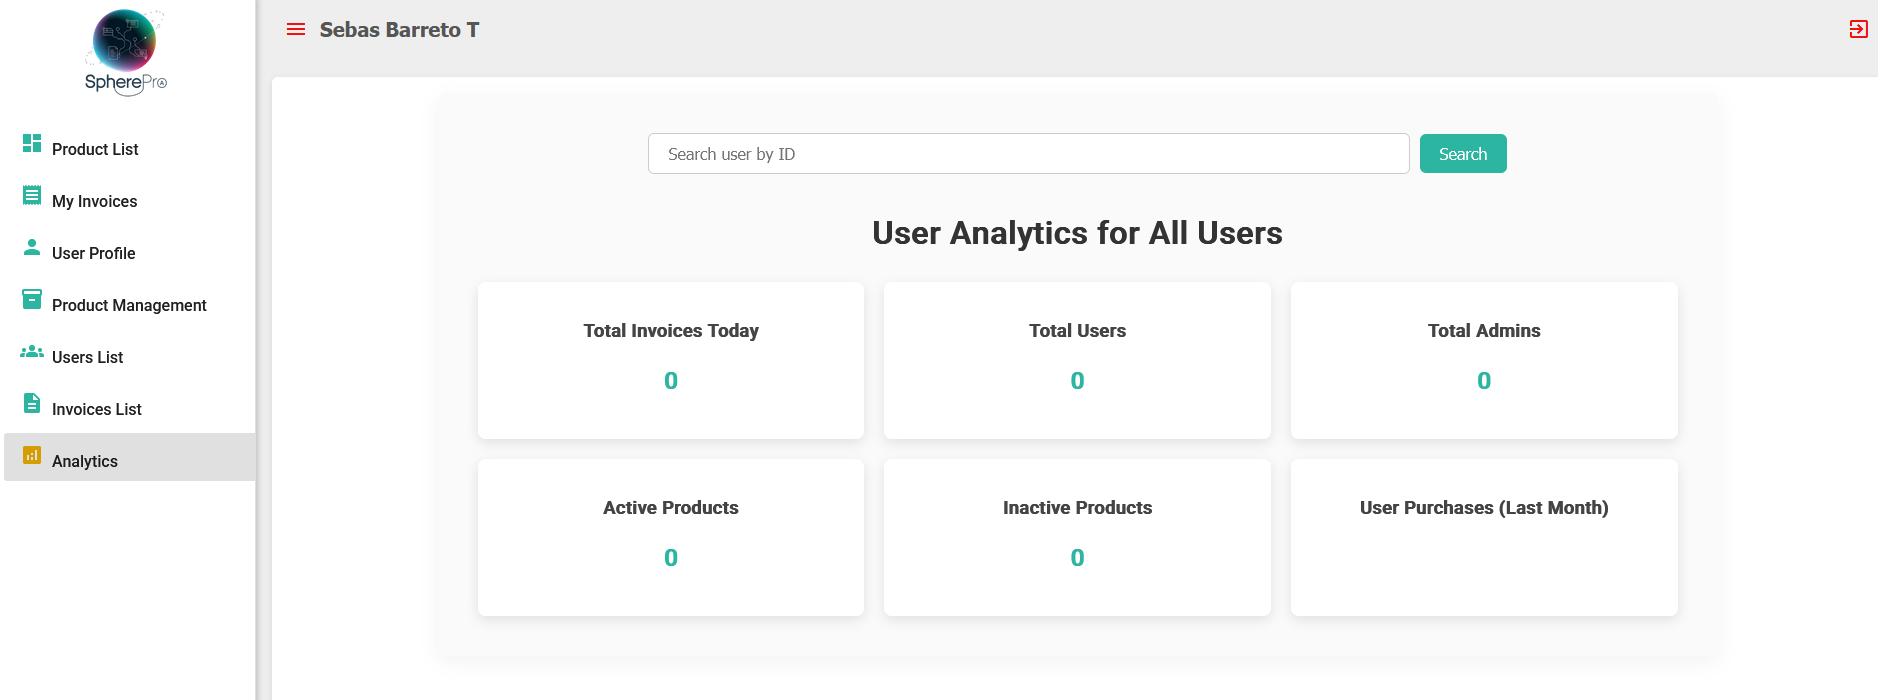 SpherePro
Sebas Barreto T
Product List
My Invoices
User Profile
Product Management
Users List
Invoices List
Analytics
Search user by ID
Search
User Analytics for All Users
Total Invoices Today
Total Users
Total Admins
0
0
0
Active Products
Inactive Products
User Purchases (Last Month)
0
0